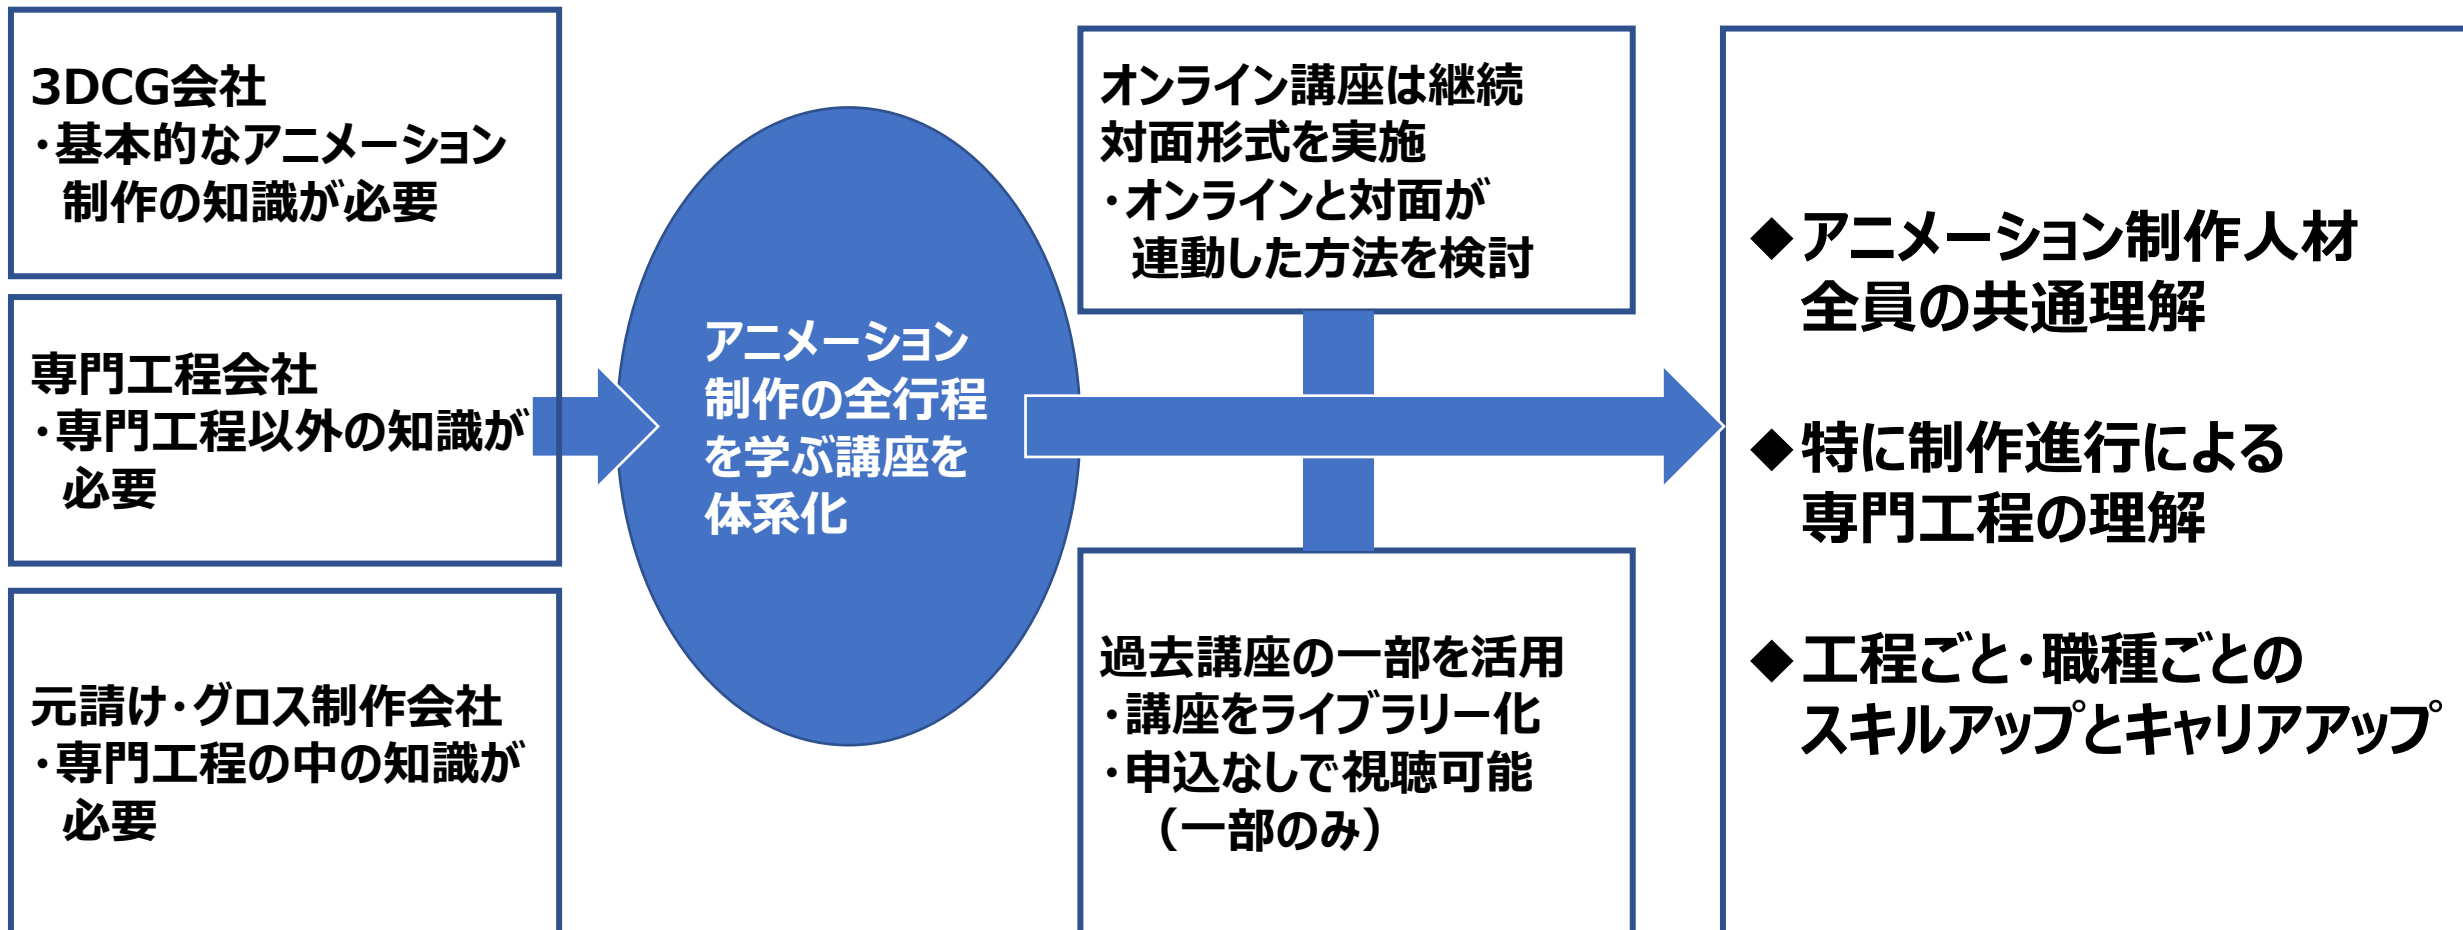 3DCG会社
・基本的なアニメーション
制作の知識が必要
専門工程会社
・専門工程以外の知識が
必要
元請け・グロス制作会社
・専門工程の中の知識が
必要
アニメーション
制作の全行程
を学ぶ講座を
体系化
オンライン講座は継続
対面形式を実施
・オンラインと対面が
連動した方法を検討
過去講座の一部を活用
・講座をライブラリー化
・申込なしで視聴可能
（一部のみ）
◆アニメーション制作人材
全員の共通理解
◆特に制作進行による
専門工程の理解
◆工程ごと・職種ごとの
スキルアップとキャリアアップ